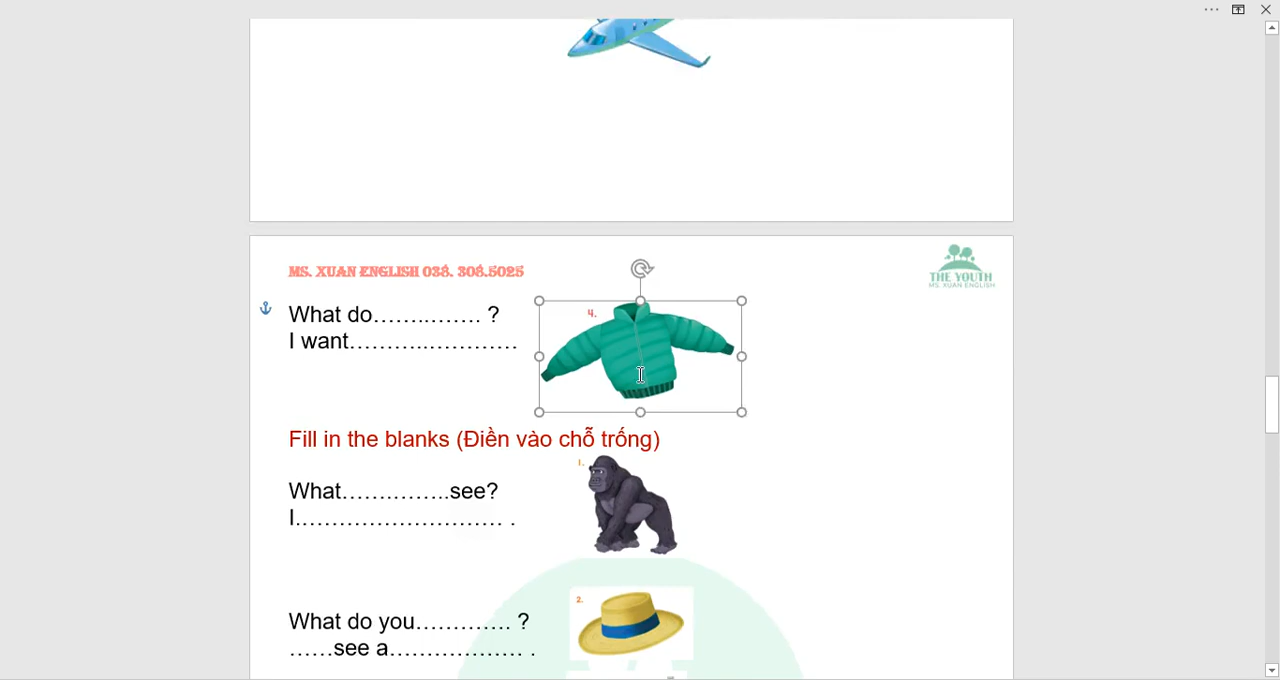 MS. XUAN ENGLISH 038. 308.5025
THE YOUTH
MS. XUAN ENGLISH
What do…….……. ?
4.
I want………..…………
Fill in the blanks (Điền vào chỗ trống)
1.
What…….……..see?
I.……………………… .
2.
What do you…………. ?
……see a……………… .